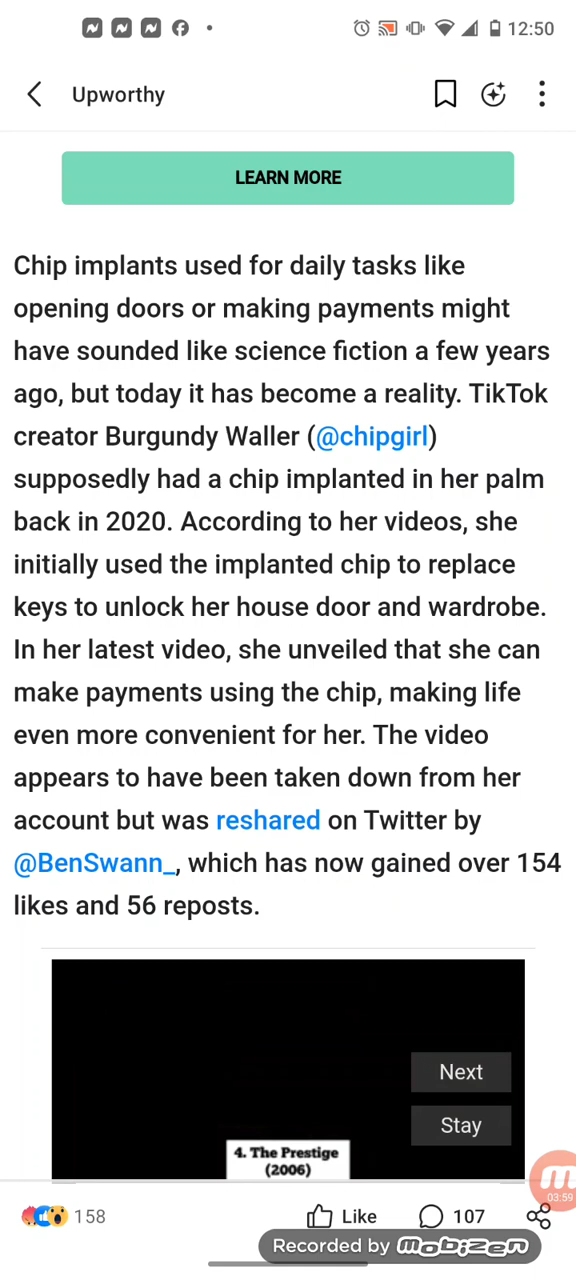 12:50
Upworthy
LEARN MORE
Chip implants used for daily tasks like
opening doors or making payments might
have sounded like science fiction a few years
ago, but today it has become a reality. TikTok
creator Burgundy Waller (@chipgirl)
supposedly had a chip implanted in her palm
back in 2020. According to her videos, she
initially used the implanted chip to replace
keys to unlock her house door and wardrobe.
In her latest video, she unveiled that she can
make payments using the chip, making life
even more convenient for her. The video
appears to have been taken down from her
account but was reshared on Twitter by
@BenSwann_, which has now gained over 154
likes and 56 reposts.
Next
Stay
4. The Prestige
(2006)
03:59
158 Like 107
Recorded by mobizen